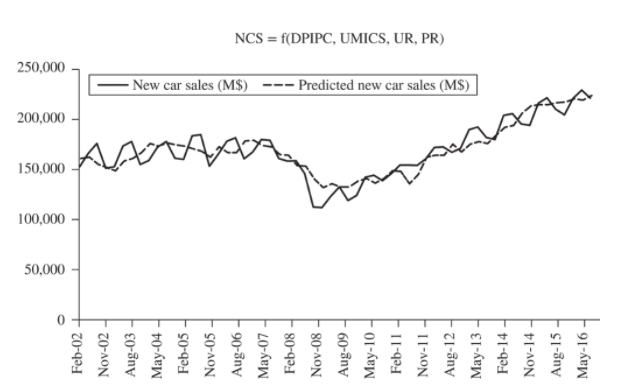 NCS = f(DPIPC, UMICS, UR, PR)
250,000
New car sales (M$) Predicted new car sales (M$)
200,000
150,000
100,000
50,000
0
Feb-02
Nov-02
Aug-03
May-04
Feb-05
Nov-05
Aug-06
May-07
Feb-08
Nov-08
Aug-09
May-10
Feb-11
Nov-11
Aug-12
May-13
Feb-14
Nov-14
Aug-15
May-16